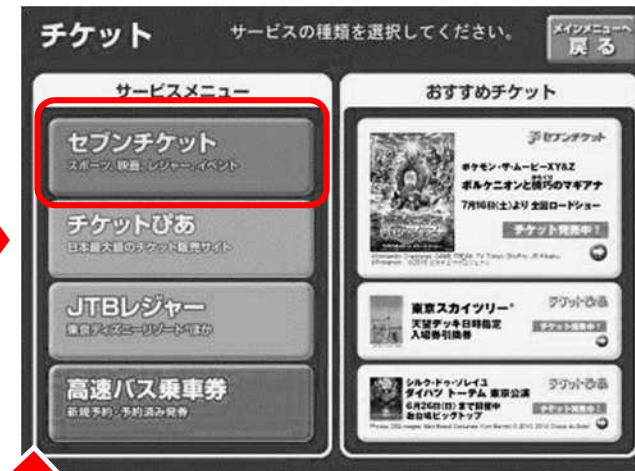 チケット
サービスの種類を選択してください。
メインメニューへ
戻る
サービスメニュー
セブンチケット
スポーツ、映画、レジャー、イベント
チケットぴあ
日本最大級のチケット販売サイト
JTBレジャー
東京ディズニーリゾート®ほか
高速バス乗車券
新規予約・予約済み発券
おすすめチケット
セブンチケット
ポケモン・ザ・ムービーXY&Z
ボルケニオンと機巧のマギアナ
7月16日(土)より全国ロードショー
チケット発売中!
東京スカイツリー®
天望デッキ日時指定
入場券引換券
チケットぴあ
チケット発売中!
シルク・ドゥ・ソレイユ
ダイハツ トーテム 東京公演
6月26日(日)まで開催中
お台場ビッグトップ
チケットぴあ
チケット発売中!